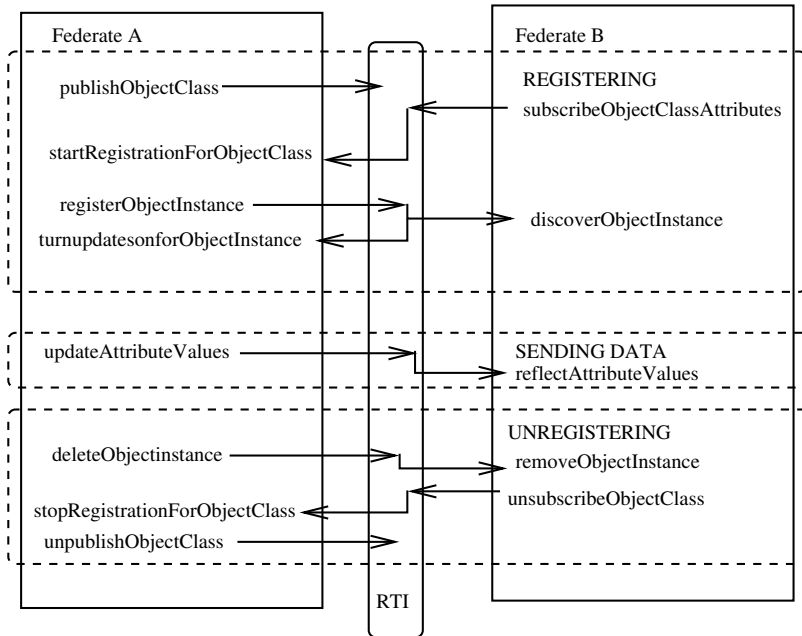 Federate A
Federate B
publishObjectClass
REGISTERING
subscribeObjectClassAttributes
startRegistrationForObjectClass
registerObjectInstance
discoverObjectInstance
turnupdatesonforObjectInstance
updateAttributeValues
SENDING DATA
reflectAttributeValues
UNREGISTERING
deleteObjectinstance
removeObjectInstance
unsubscribeObjectClass
stopRegistrationForObjectClass
unpublishObjectClass
RTI